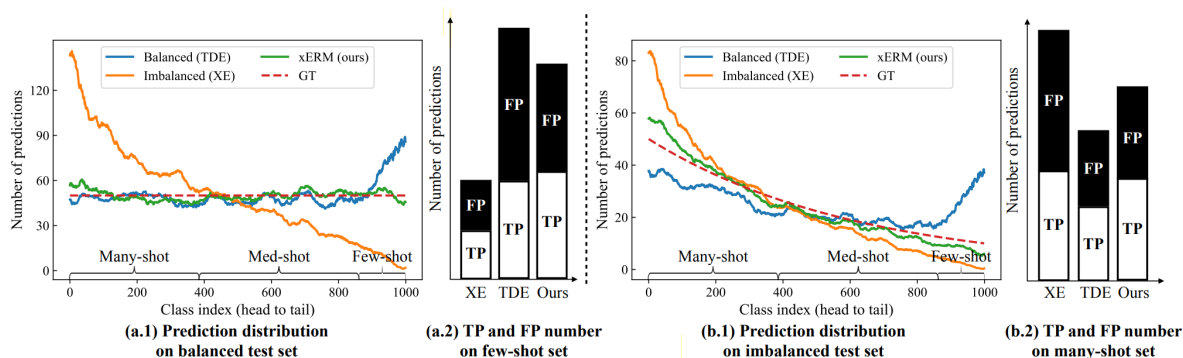 Balanced (TDE)
Imbalanced (XE)
xERM (ours)
GT
Number of predictions
120
90
60
30
0
Many-shot
Med-shot
Few-shot
0
200
400
600
800
1000
Class index (head to tail)
(a.1) Prediction distribution
on balanced test set
Number of predictions
FP
TP
FP
TP
FP
TP
XE
TDE
Ours
(a.2) TP and FP number
on few-shot set
Balanced (TDE)
Imbalanced (XE)
xERM (ours)
GT
Number of predictions
80
60
40
20
0
Many-shot
Med-shot
Few-shot
0
200
400
600
800
1000
Class index (head to tail)
(b.1) Prediction distribution
on imbalanced test set
Number of predictions
FP
TP
FP
TP
FP
TP
XE
TDE
Ours
(b.2) TP and FP number
on many-shot set